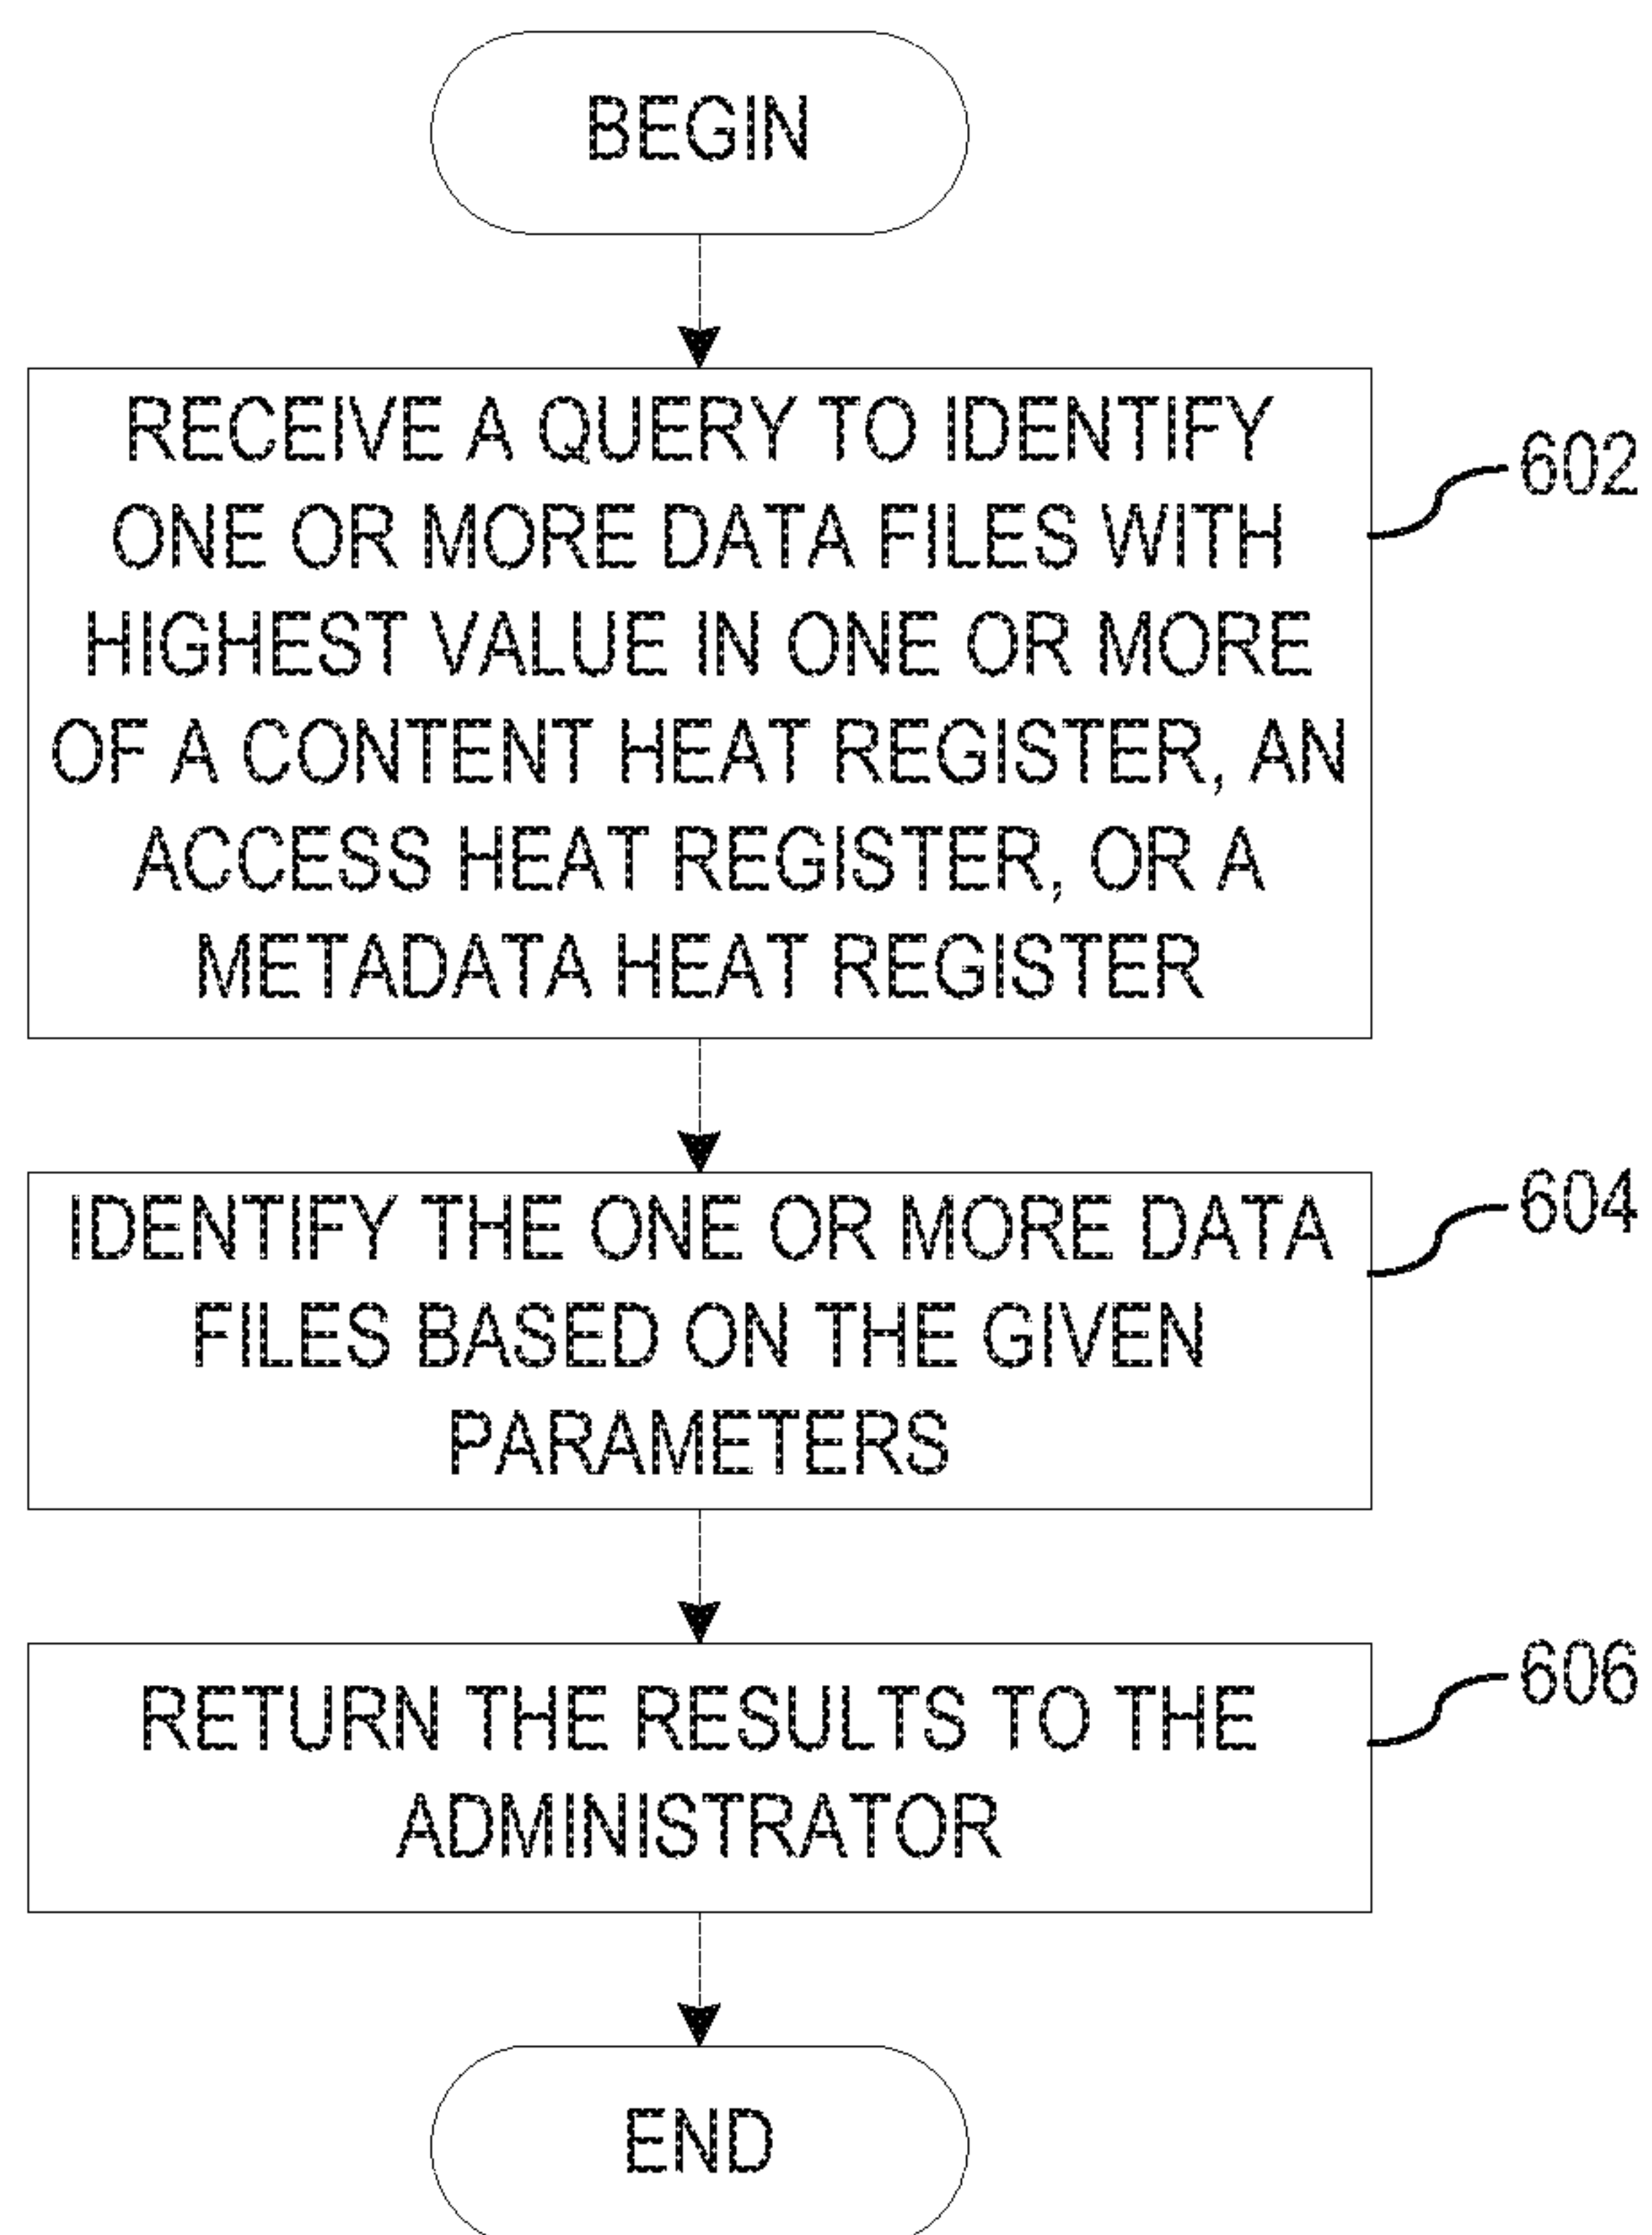 BEGIN
RECEIVE A QUERY TO IDENTIFY
ONE OR MORE DATA FILES WITH
HIGHEST VALUE IN ONE OR MORE
OF A CONTENT HEAT REGISTER, AN
ACCESS HEAT REGISTER, OR A
METADATA HEAT REGISTER
602
IDENTIFY THE ONE OR MORE DATA
FILES BASED ON THE GIVEN
PARAMETERS
604
RETURN THE RESULTS TO THE
ADMINISTRATOR
606
END